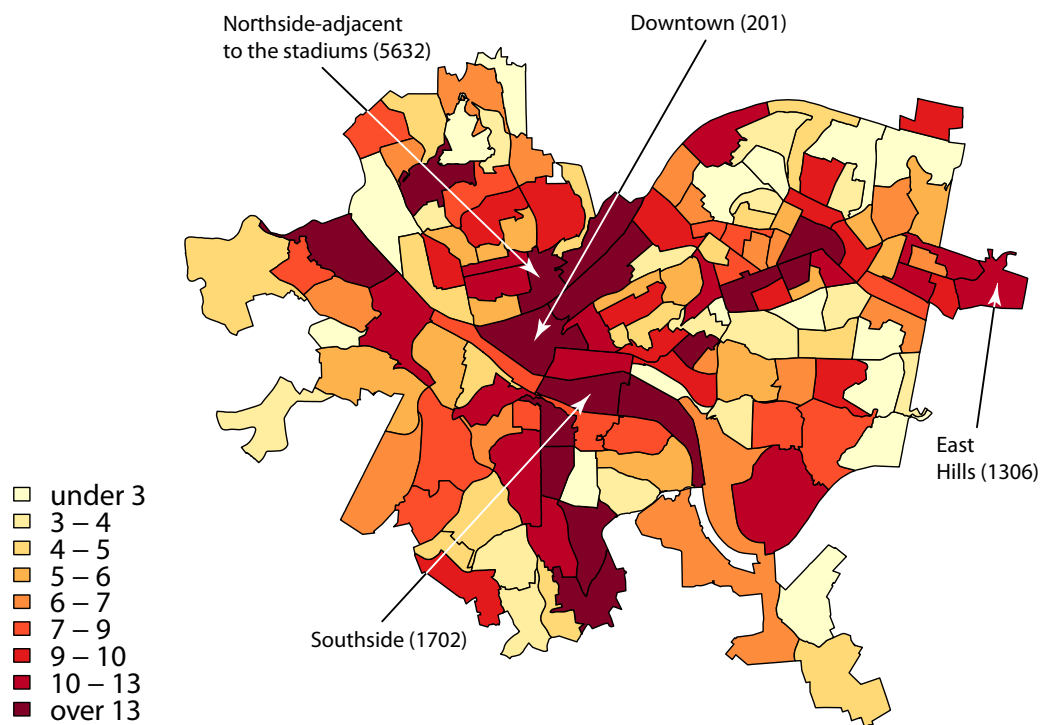 Northside-adjacent
to the stadiums (5632)
Downtown (201)
East
Hills (1306)
Southside (1702)
under 3
3 – 4
4 – 5
5 – 6
6 – 7
7 – 9
9 – 10
10 – 13
over 13